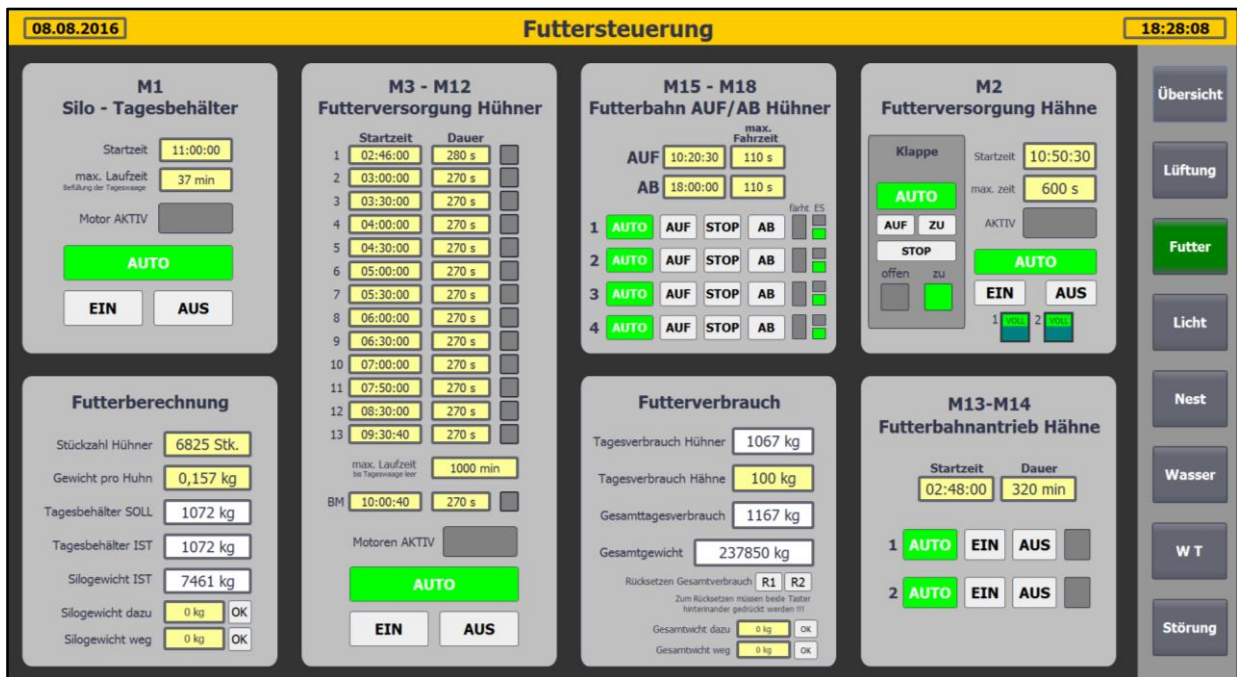 08.08.2016
Futtersteuerung
18:28:08
M1
Silo - Tagesbehälter
Startzeit 11:00:00
max. Laufzeit 37 min
Befüllung der Tageswaage
Motor AKTIV
AUTO
EIN AUS
M3 - M12
Futterversorgung Hühner
Startzeit Dauer
1 02:46:00 280 s
2 03:00:00 270 s
3 03:30:00 270 s
4 04:00:00 270 s
5 04:30:00 270 s
6 05:00:00 270 s
7 05:30:00 270 s
8 06:00:00 270 s
9 06:30:00 270 s
10 07:00:00 270 s
11 07:50:00 270 s
12 08:30:00 270 s
13 09:30:40 270 s
max. Laufzeit 1000 min
bis Tageswaage leer
BM 10:00:40 270 s
Motoren AKTIV
AUTO
EIN AUS
M15 - M18
Futterbahn AUF/AB Hühner
max.
Fahrzeit
AUF 10:20:30 110 s
AB 18:00:00 110 s
färht ES
1 AUTO AUF STOP AB
2 AUTO AUF STOP AB
3 AUTO AUF STOP AB
4 AUTO AUF STOP AB
M2
Futterversorgung Hähne
Klappe
AUTO
AUF ZU
STOP
offen zu
Startzeit 10:50:30
max. zeit 600 s
AKTIV
AUTO
EIN AUS
1 VOLL 2 VOLL
Futterberechnung
Stückzahl Hühner 6825 Stk.
Gewicht pro Huhn 0,157 kg
Tagesbehälter SOLL 1072 kg
Tagesbehälter IST 1072 kg
Silogewicht IST 7461 kg
Silogewicht dazu 0 kg OK
Silogewicht weg 0 kg OK
Futterverbrauch
Tagesverbrauch Hühner 1067 kg
Tagesverbrauch Hähne 100 kg
Gesamttagesverbrauch 1167 kg
Gesamtgewicht 237850 kg
Rücksetzen Gesamtverbrauch R1 R2
Zum Rücksetzen müssen beide Taster
hinternander gedrückt werden !!!
Gesamtwicht dazu 0 kg OK
Gesamtwicht weg 0 kg OK
M13-M14
Futterbahnantrieb Hähne
Startzeit Dauer
02:48:00 320 min
1 AUTO EIN AUS
2 AUTO EIN AUS
Übersicht
Lüftung
Futter
Licht
Nest
Wasser
W T
Störung